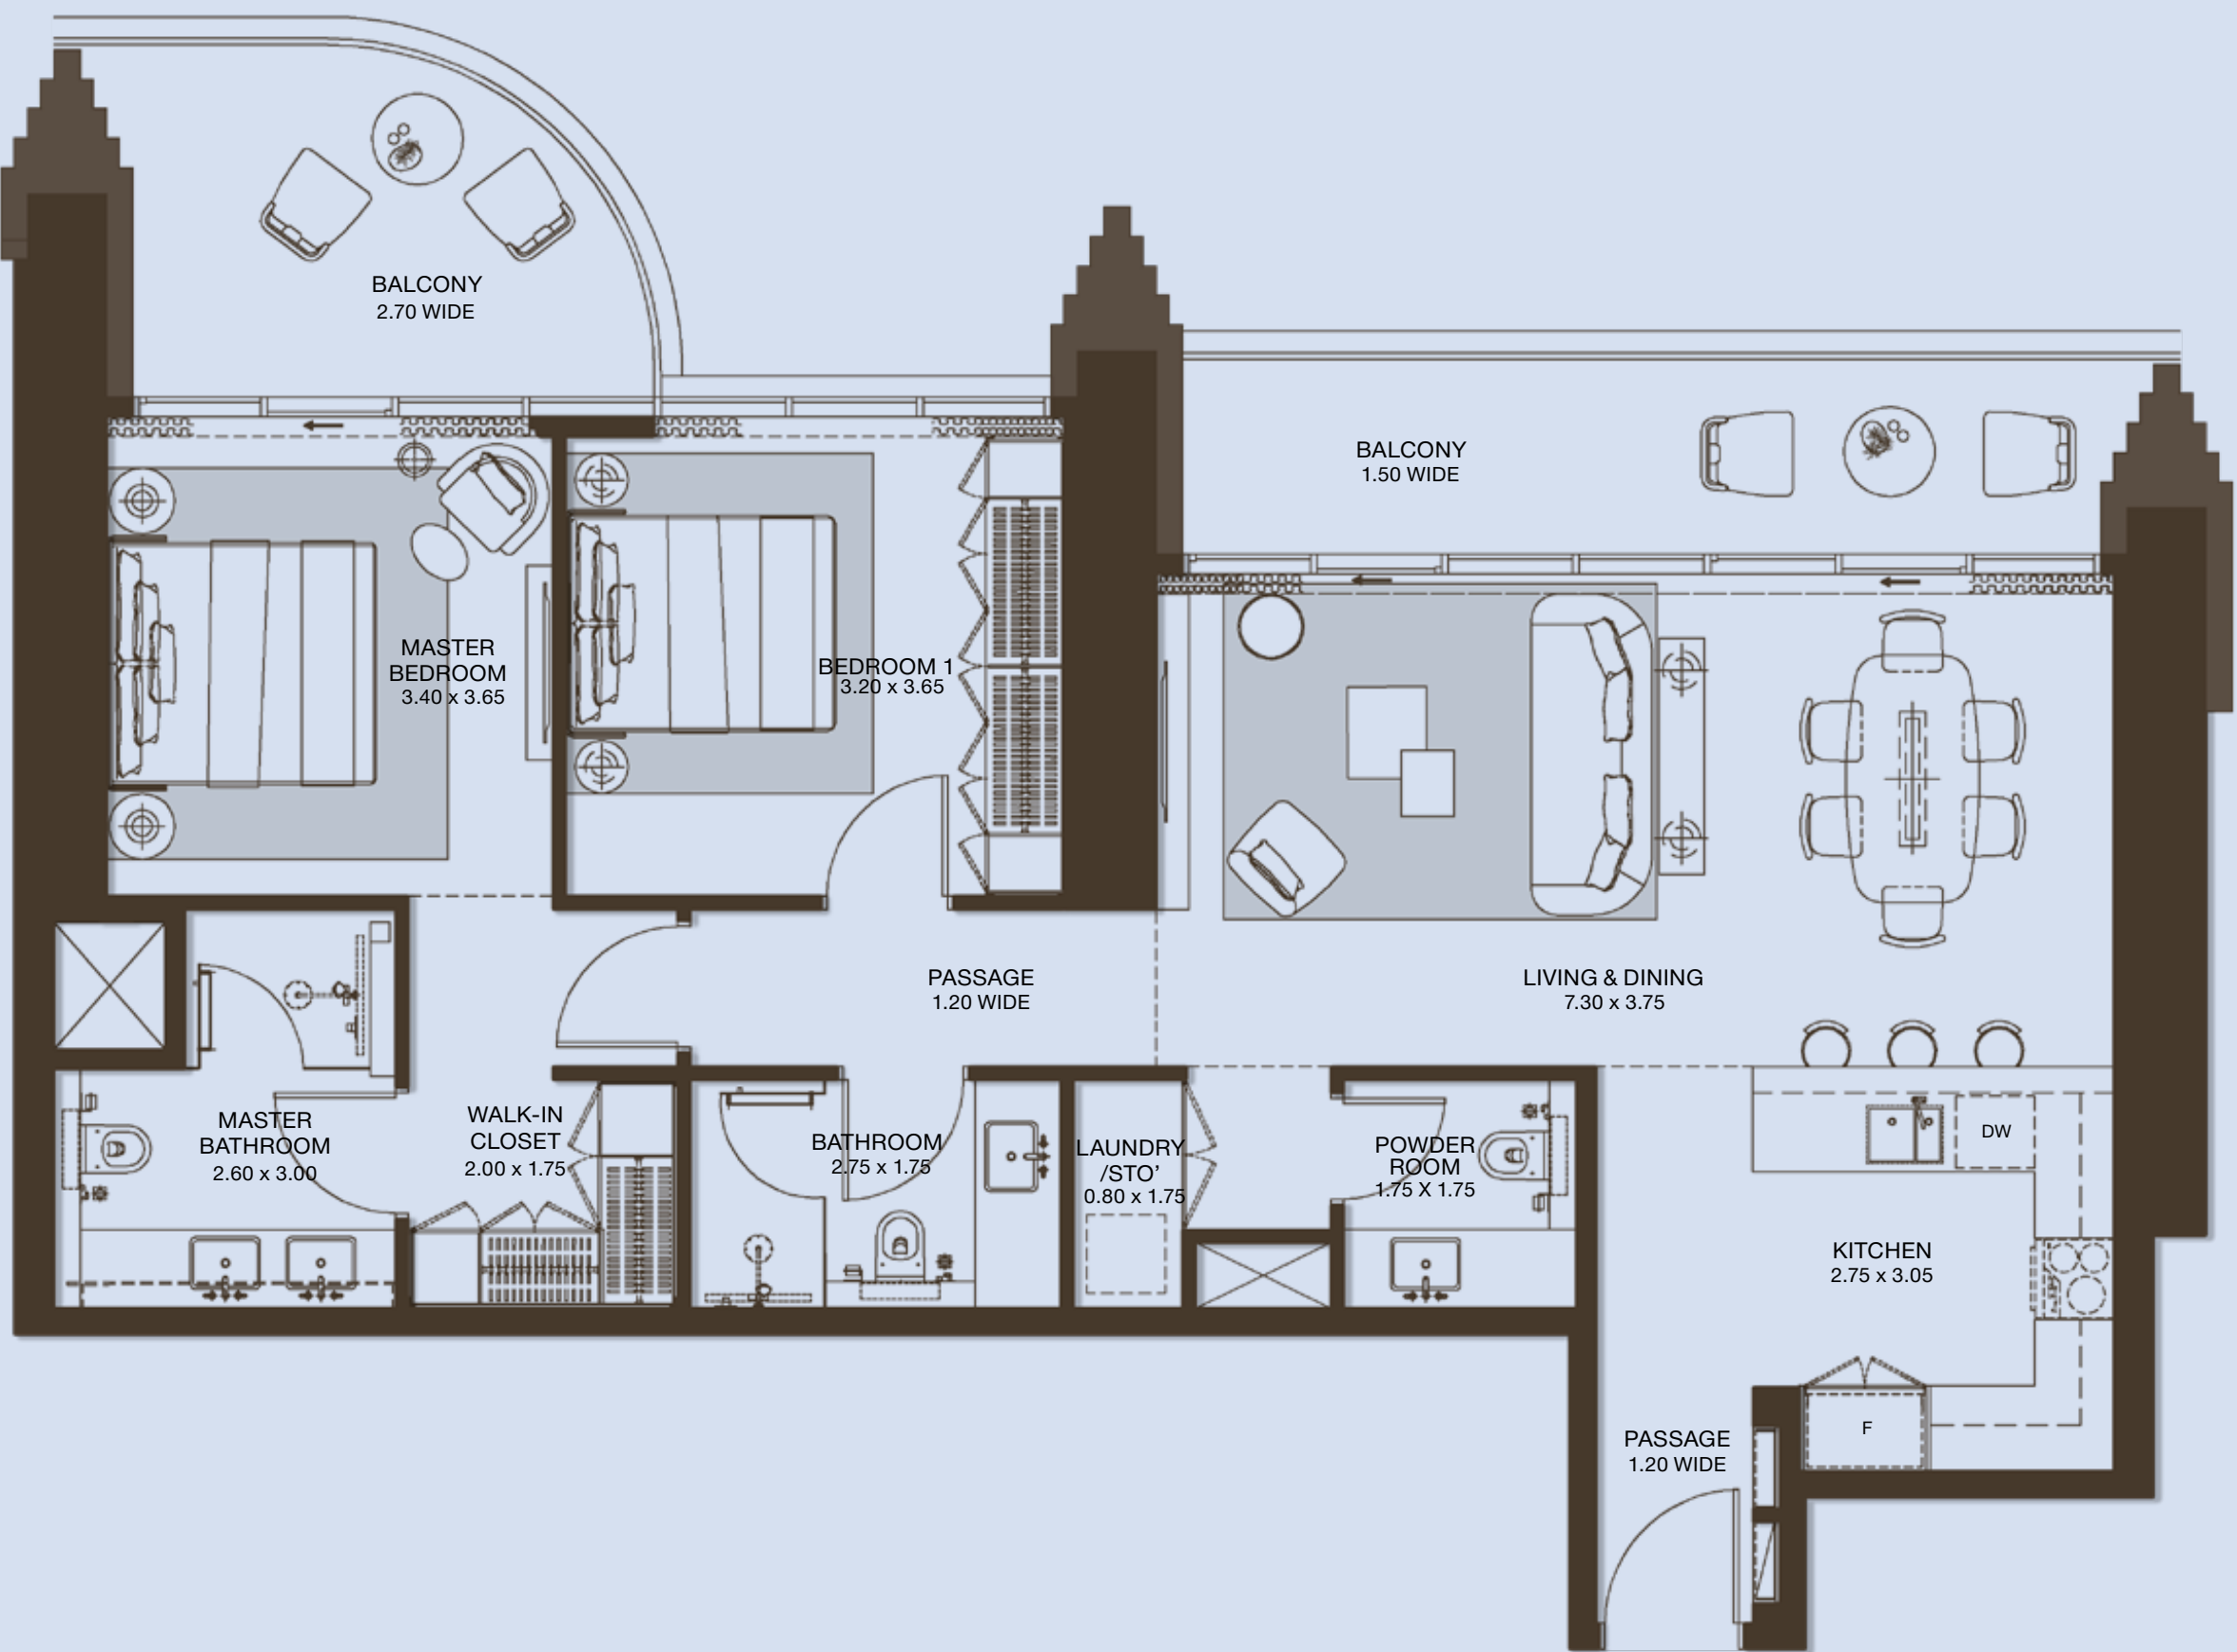 BALCONY
2.70 WIDE
BALCONY
1.50 WIDE
MASTER
BEDROOM
3.40 x 3.65
BEDROOM 1
3.20 x 3.65
PASSAGE
1.20 WIDE
LIVING & DINING
7.30 x 3.75
MASTER
BATHROOM
2.60 x 3.00
WALK-IN
CLOSET
2.00 x 1.75
BATHROOM
2.75 x 1.75
LAUNDRY
/STO’
0.80 x 1.75
POWDER
ROOM
1.75 X 1.75
DW
KITCHEN
2.75 x 3.05
F
PASSAGE
1.20 WIDE